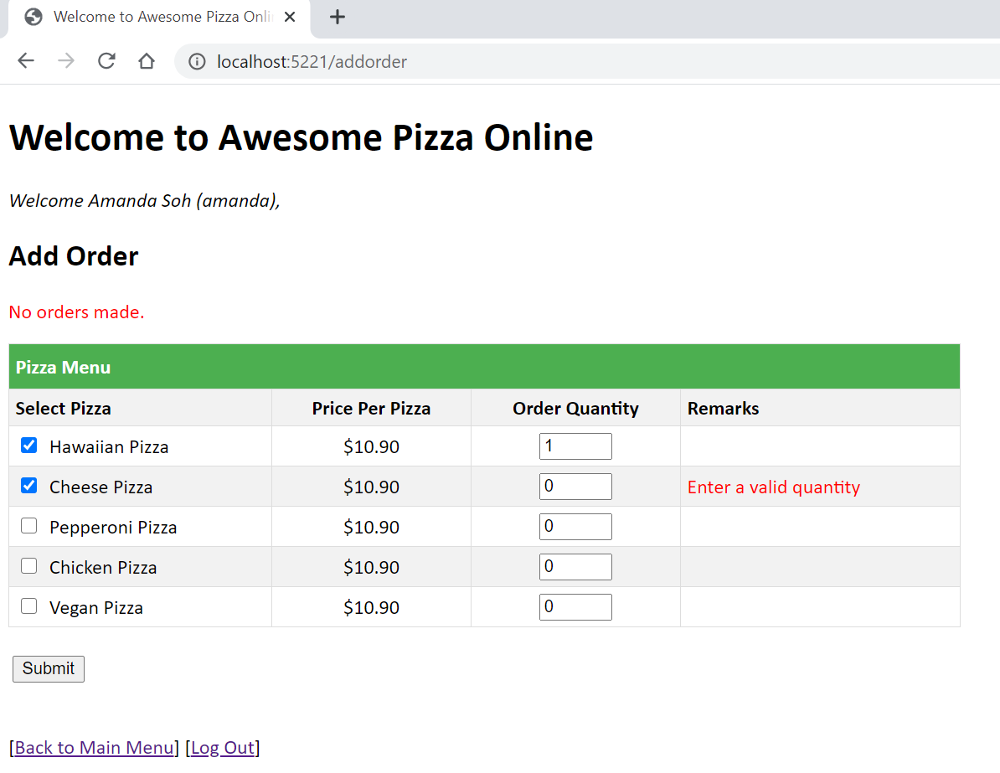 Welcome to Awesome Pizza Onli
localhost:5221/addorder
Welcome to Awesome Pizza Online
Welcome Amanda Soh (amanda),
Add Order
No orders made.
Pizza Menu
Select Pizza Price Per Pizza Order Quantity Remarks
Hawaiian Pizza $10.90 1
Cheese Pizza $10.90 0 Enter a valid quantity
Pepperoni Pizza $10.90 0
Chicken Pizza $10.90 0
Vegan Pizza $10.90 0
Submit
[Back to Main Menu] [Log Out]